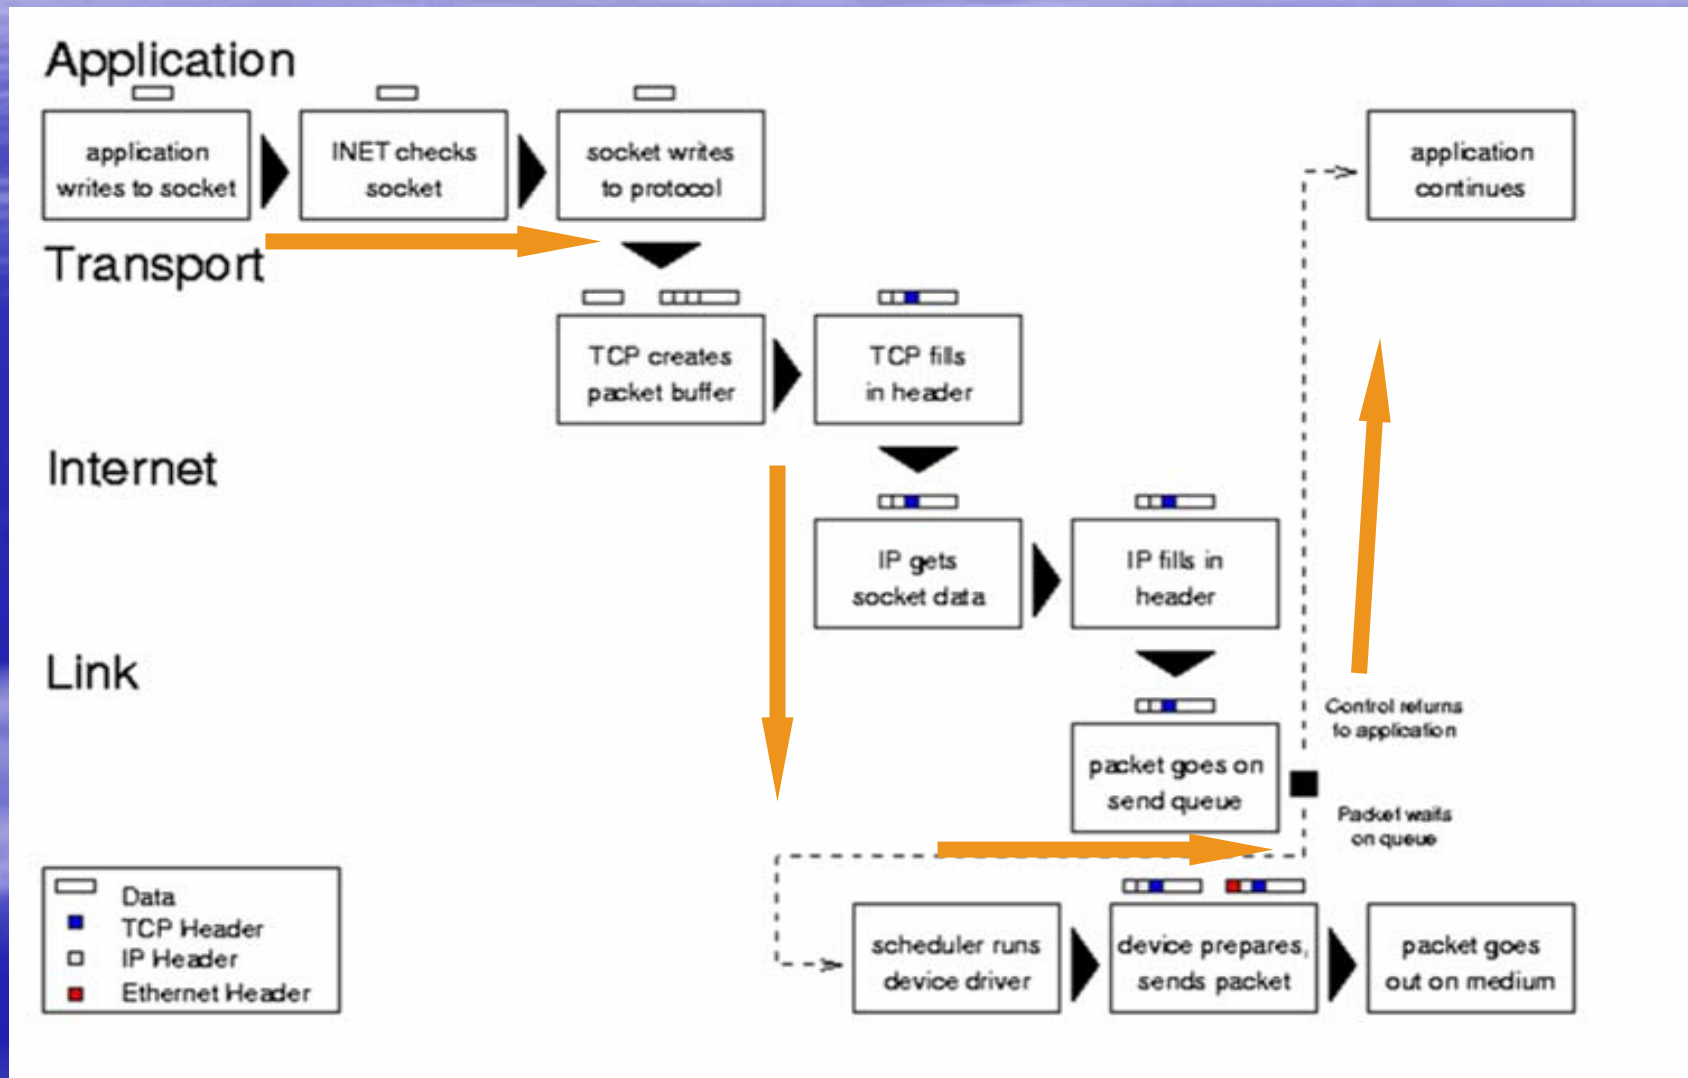 Application
application
writes to socket
INET checks
socket
socket writes
to protocol
application
continues
Transport
TCP creates
packet buffer
TCP fills
in header
Internet
IP gets
socket data
IP fills in
header
Link
packet goes on
send queue
Control returns
to application
Packet waits
on queue
Data
TCP Header
IP Header
Ethernet Header
scheduler runs
device driver
device prepares,
sends packet
packet goes
out on medium